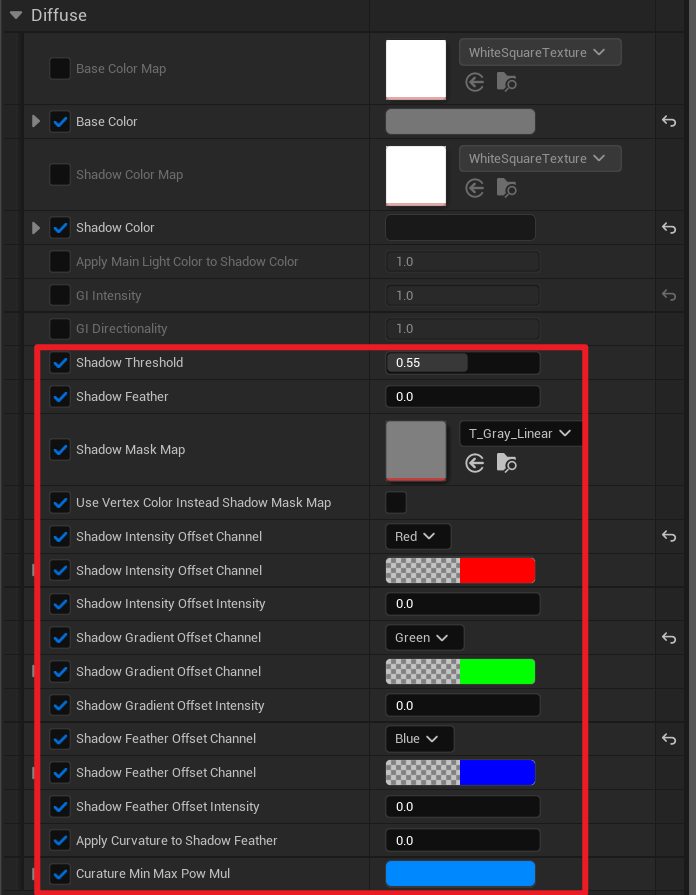 Diffuse
Base Color Map
WhiteSquareTexture
Base Color
Shadow Color Map
WhiteSquareTexture
Shadow Color
Apply Main Light Color to Shadow Color 1.0
GI Intensity 1.0
GI Directionality 1.0
Shadow Threshold 0.55
Shadow Feather 0.0
Shadow Mask Map
T_Gray_Linear
Use Vertex Color Instead Shadow Mask Map
Shadow Intensity Offset Channel Red
Shadow Intensity Offset Channel
Shadow Intensity Offset Intensity 0.0
Shadow Gradient Offset Channel Green
Shadow Gradient Offset Channel
Shadow Gradient Offset Intensity 0.0
Shadow Feather Offset Channel Blue
Shadow Feather Offset Channel
Shadow Feather Offset Intensity 0.0
Apply Curvature to Shadow Feather 0.0
Curature Min Max Pow Mul